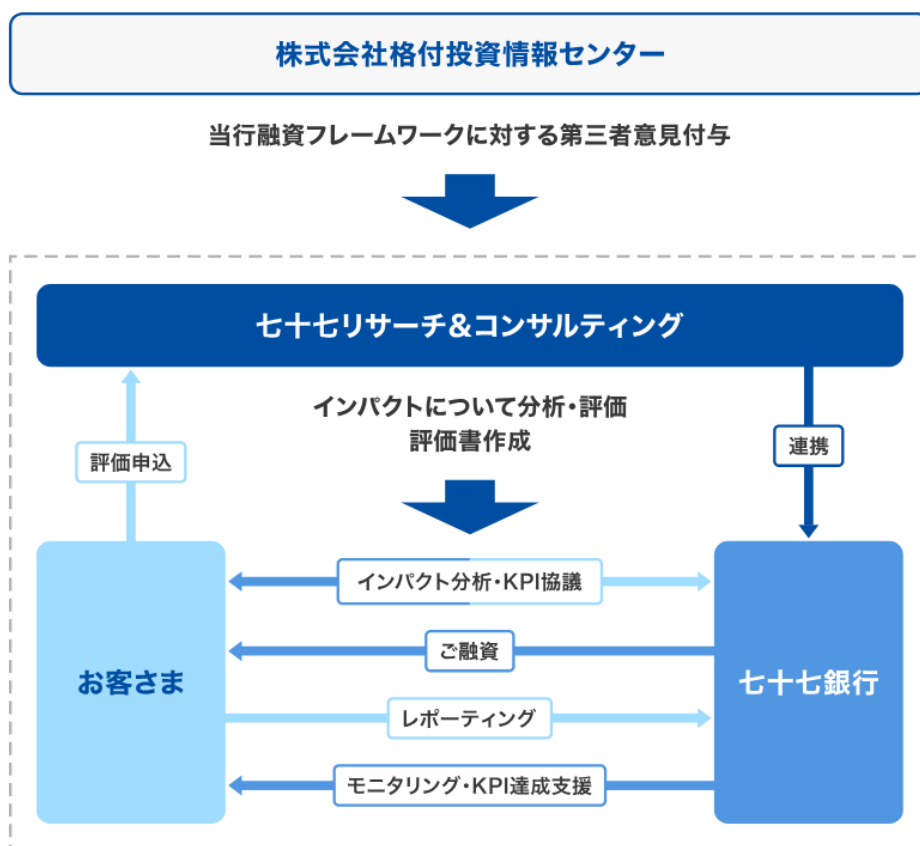 株式会社格付投資情報センター
当行融資フレームワークに対する第三者意見付与
七十七リサーチ&コンサルティング
インパクトについて分析・評価
評価書作成
評価申込
連携
インパクト分析・KPI協議
ご融資
お客さま
七十七銀行
レポーティング
モニタリング・KPI達成支援